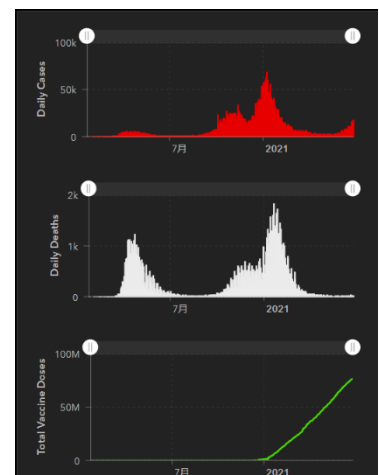 Daily Cases
100k
50k
0
7月
2021
Daily Deaths
2k
1k
0
7月
2021
Total Vaccine Doses
100M
50M
0
7月
2021